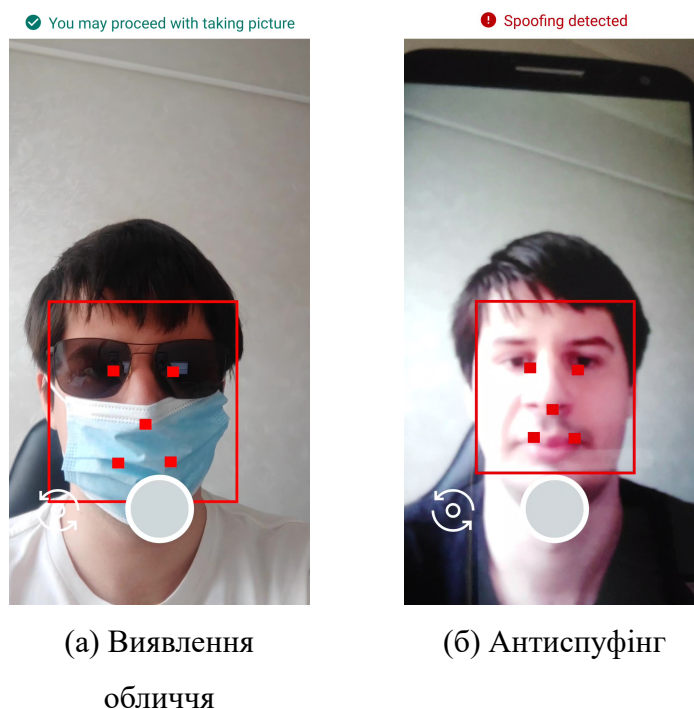 You may proceed with taking picture
Spoofing detected
(а) Виявлення
обличчя
(б) Антиспуфінг